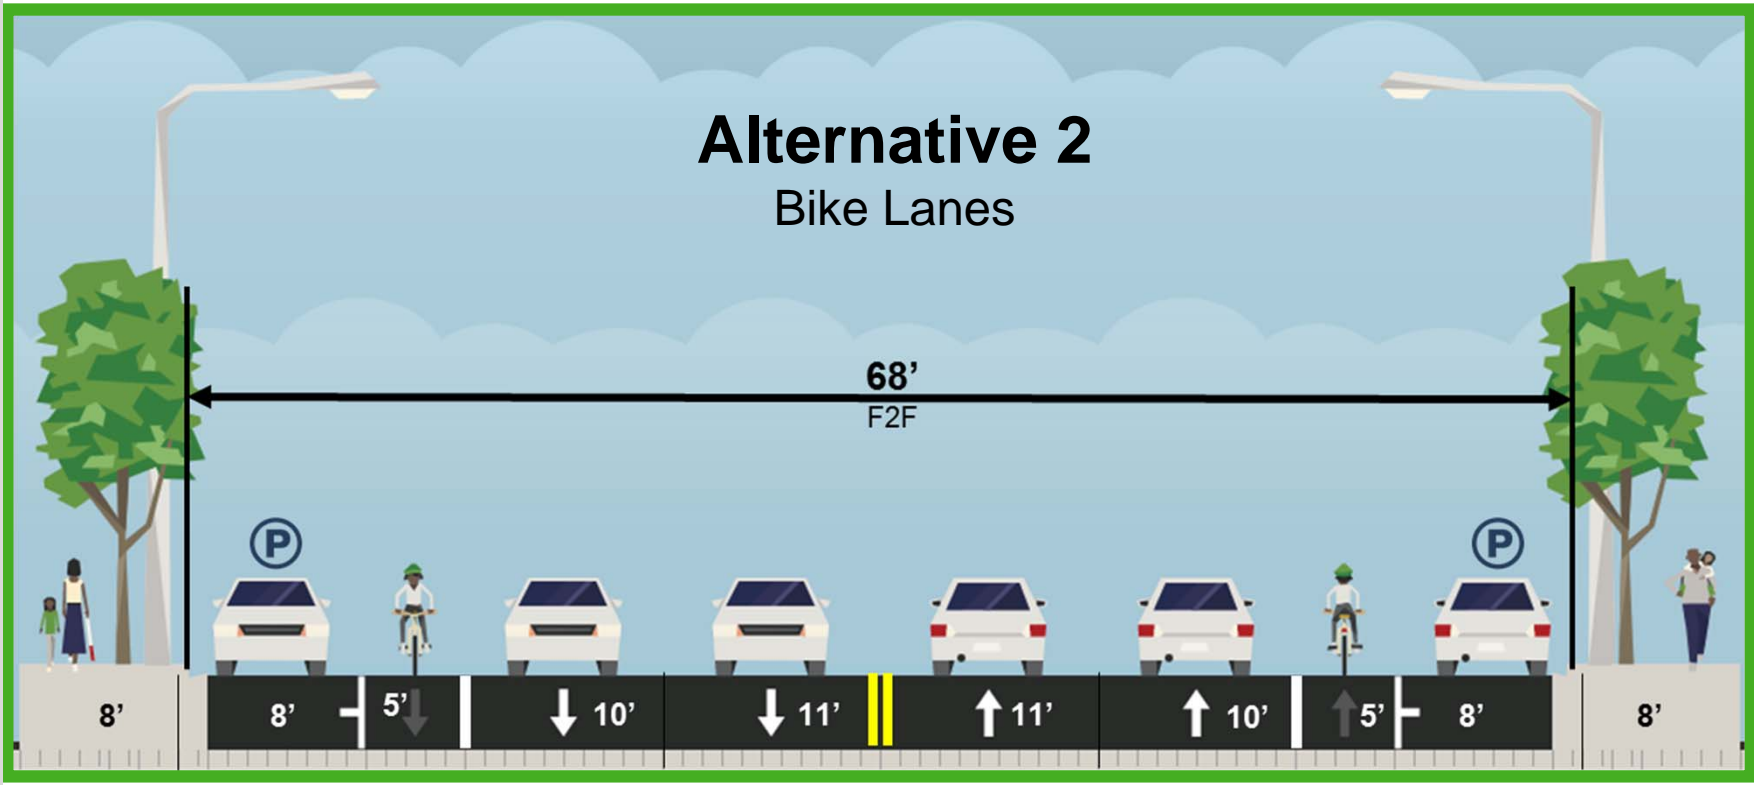 Alternative 2
Bike Lanes
68’
F2F
P P
8’ 8’ 5’ 10’ 11’ 11’ 10’ 5’ 8’ 8’